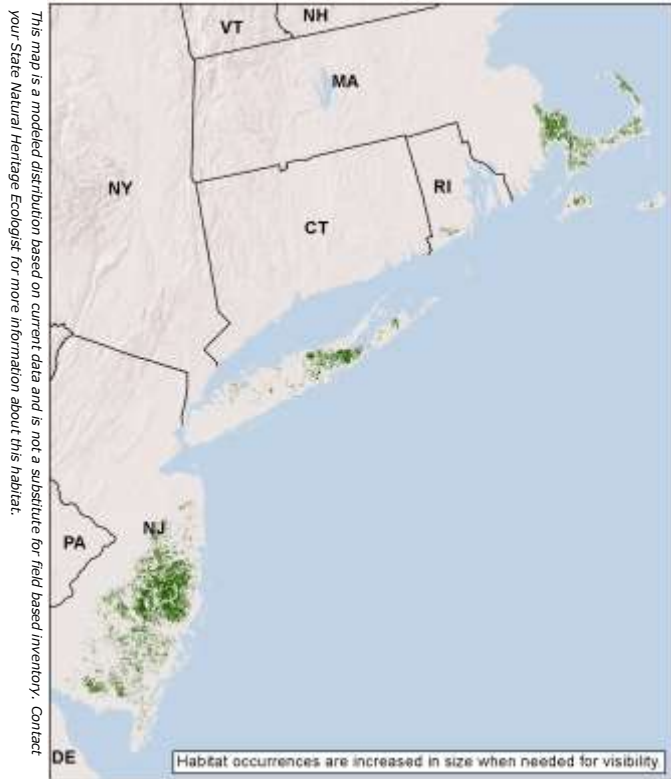 This map is a modeled distribution based on current data and is not a substitute for field based inventory. Contact
your State Natural Heritage Ecologist for more information about this habitat.
NH
VT
MA
NY
RI
CT
NJ
PA
DE
Habitat occurrences are increased in size when needed for visibility.